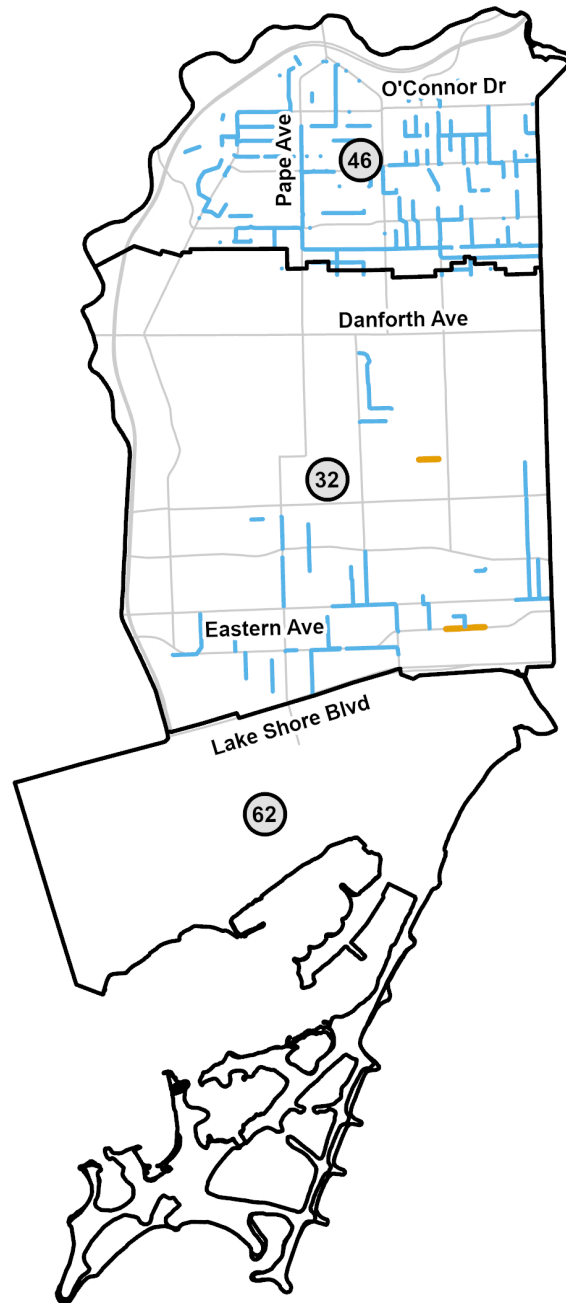 O'Connor Dr
Pape Ave
46
Danforth Ave
32
Eastern Ave
Lake Shore Blvd
62